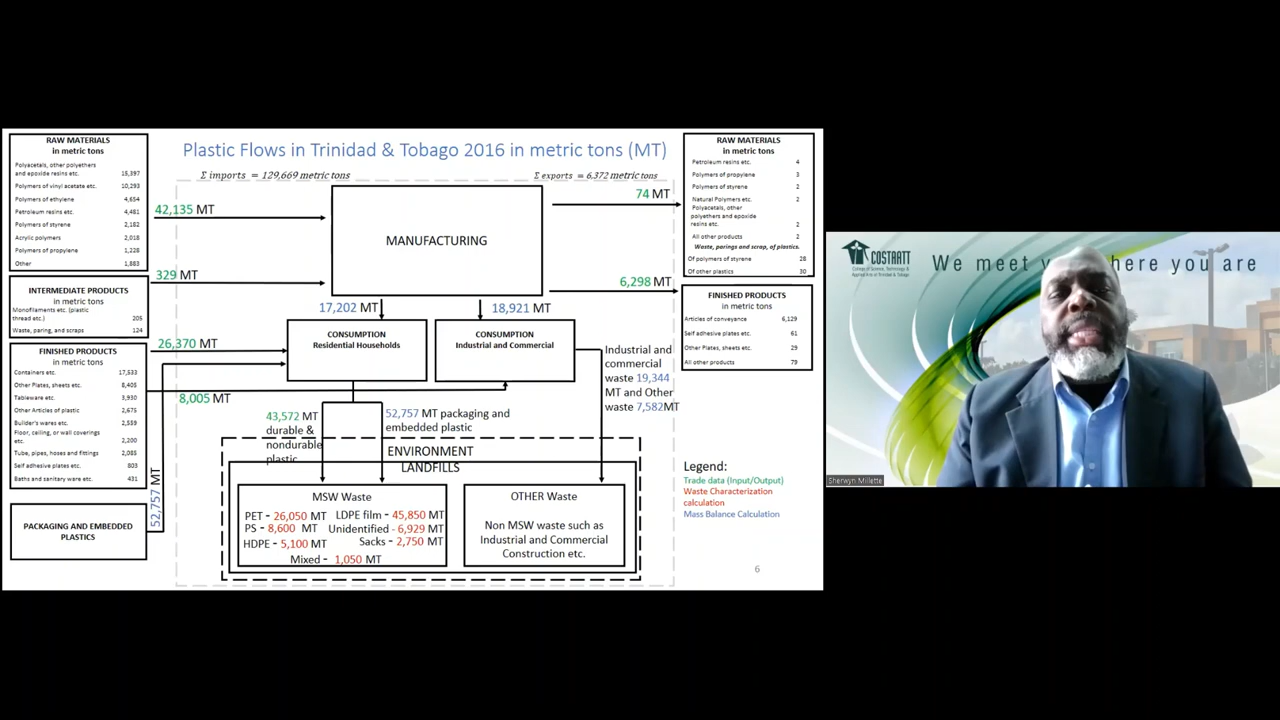 Plastic Flows in Trinidad & Tobago 2016 in metric tons (MT)
Σ imports = 129,669 metric tons
Σ exports = 6.372 metric tons
RAW MATERIALS
in metric tons
Polyacetals, other polyethers
and epoxide resins etc. 15,397
Polymers of vinyl acetate etc. 10,293
Polymers of ethylene 4,654
Petroleum resins etc. 4,481
Polymers of styrene 2,182
Acrylic polymers 2,018
Polymers of propylene 1,228
Other 1,883
INTERMEDIATE PRODUCTS
in metric tons
Monofilaments etc. (plastic
thread etc.) 205
Waste, paring, and scraps 124
FINISHED PRODUCTS
in metric tons
Containers etc. 17,533
Other Plates, sheets etc. 8,405
Tableware etc. 3,930
Other Articles of plastic 2,675
Builder's wares etc. 2,559
Floor, ceiling, or wall coverings
etc. 2,200
Tube, pipes, hoses and fittings 2,085
Self adhesive plates etc. 803
Baths and sanitary ware etc. 431
PACKAGING AND EMBEDDED
PLASTICS
42,135 MT
329 MT
26,370 MT
8,005 MT
52,757 MT
MANUFACTURING
17,202 MT
18,921 MT
CONSUMPTION
Residential Households
CONSUMPTION
Industrial and Commercial
43,572 MT
durable &
nondurable
plastic
52,757 MT packaging and
embedded plastic
Industrial and
commercial
waste 19,344
MT and Other
waste 7,582MT
ENVIRONMENT
LANDFILLS
MSW Waste
PET - 26,050 MT LDPE film - 45,850 MT
PS - 8,600 MT Unidentified - 6,929 MT
HDPE - 5,100 MT Sacks - 2,750 MT
Mixed - 1,050 MT
OTHER Waste
Non MSW waste such as
Industrial and Commercial
Construction etc.
74 MT
6,298 MT
RAW MATERIALS
in metric tons
Petroleum resins etc. 4
Polymers of propylene 3
Polymers of styrene 2
Natural Polymers etc. 2
Polyacetals, other
polyethers and epoxide
resins etc. 2
All other products 2
Waste, parings and scrap, of plastics.
Of polymers of styrene 28
Of other plastics 30
FINISHED PRODUCTS
in metric tons
Articles of conveyance 6,129
Self adhesive plates etc. 61
Other Plates, sheets etc. 29
All other products 79
Legend:
Trade data (Input/Output)
Waste Characterization
calculation
Mass Balance Calculation
6
COSTAATT
College of Science, Technology &
Applied Arts of Trinidad & Tobago
We meet y here you are
Sherwyn Millette